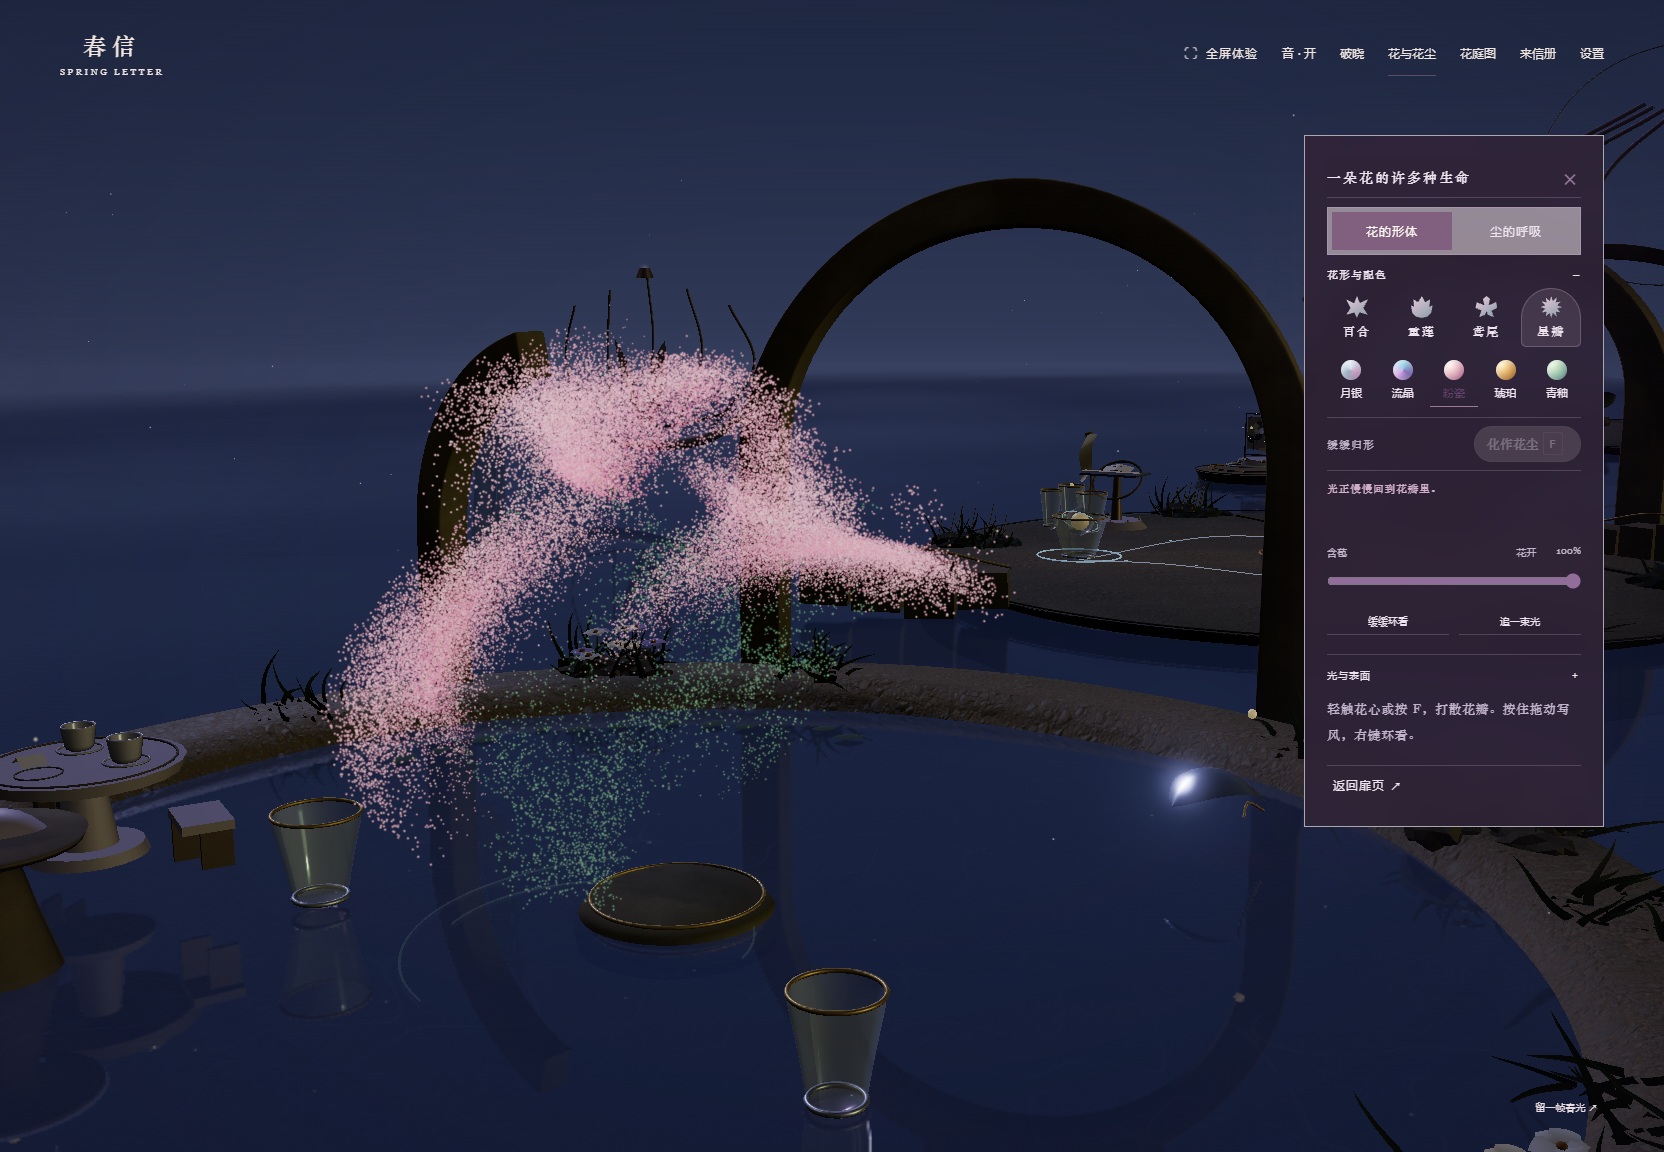 春信
SPRING LETTER
全屏体验 音·开 破晓 花与花尘 花庭图 来信册 设置
一朵花的许多种生命 ×
花的形体 尘的呼吸
花形与配色 −
百合 重莲 鸢尾 星瓣
月银 流晶 粉瓷 琥珀 青釉
缓缓归形 化作花尘 F
光正慢慢回到花瓣里。
含苞 花开 100%
缓缓环看 追一束光
光与表面 +
轻触花心或按 F，打散花瓣。按住拖动写
风，右键环看。
返回扉页 ↗
留一帧春光 ↗